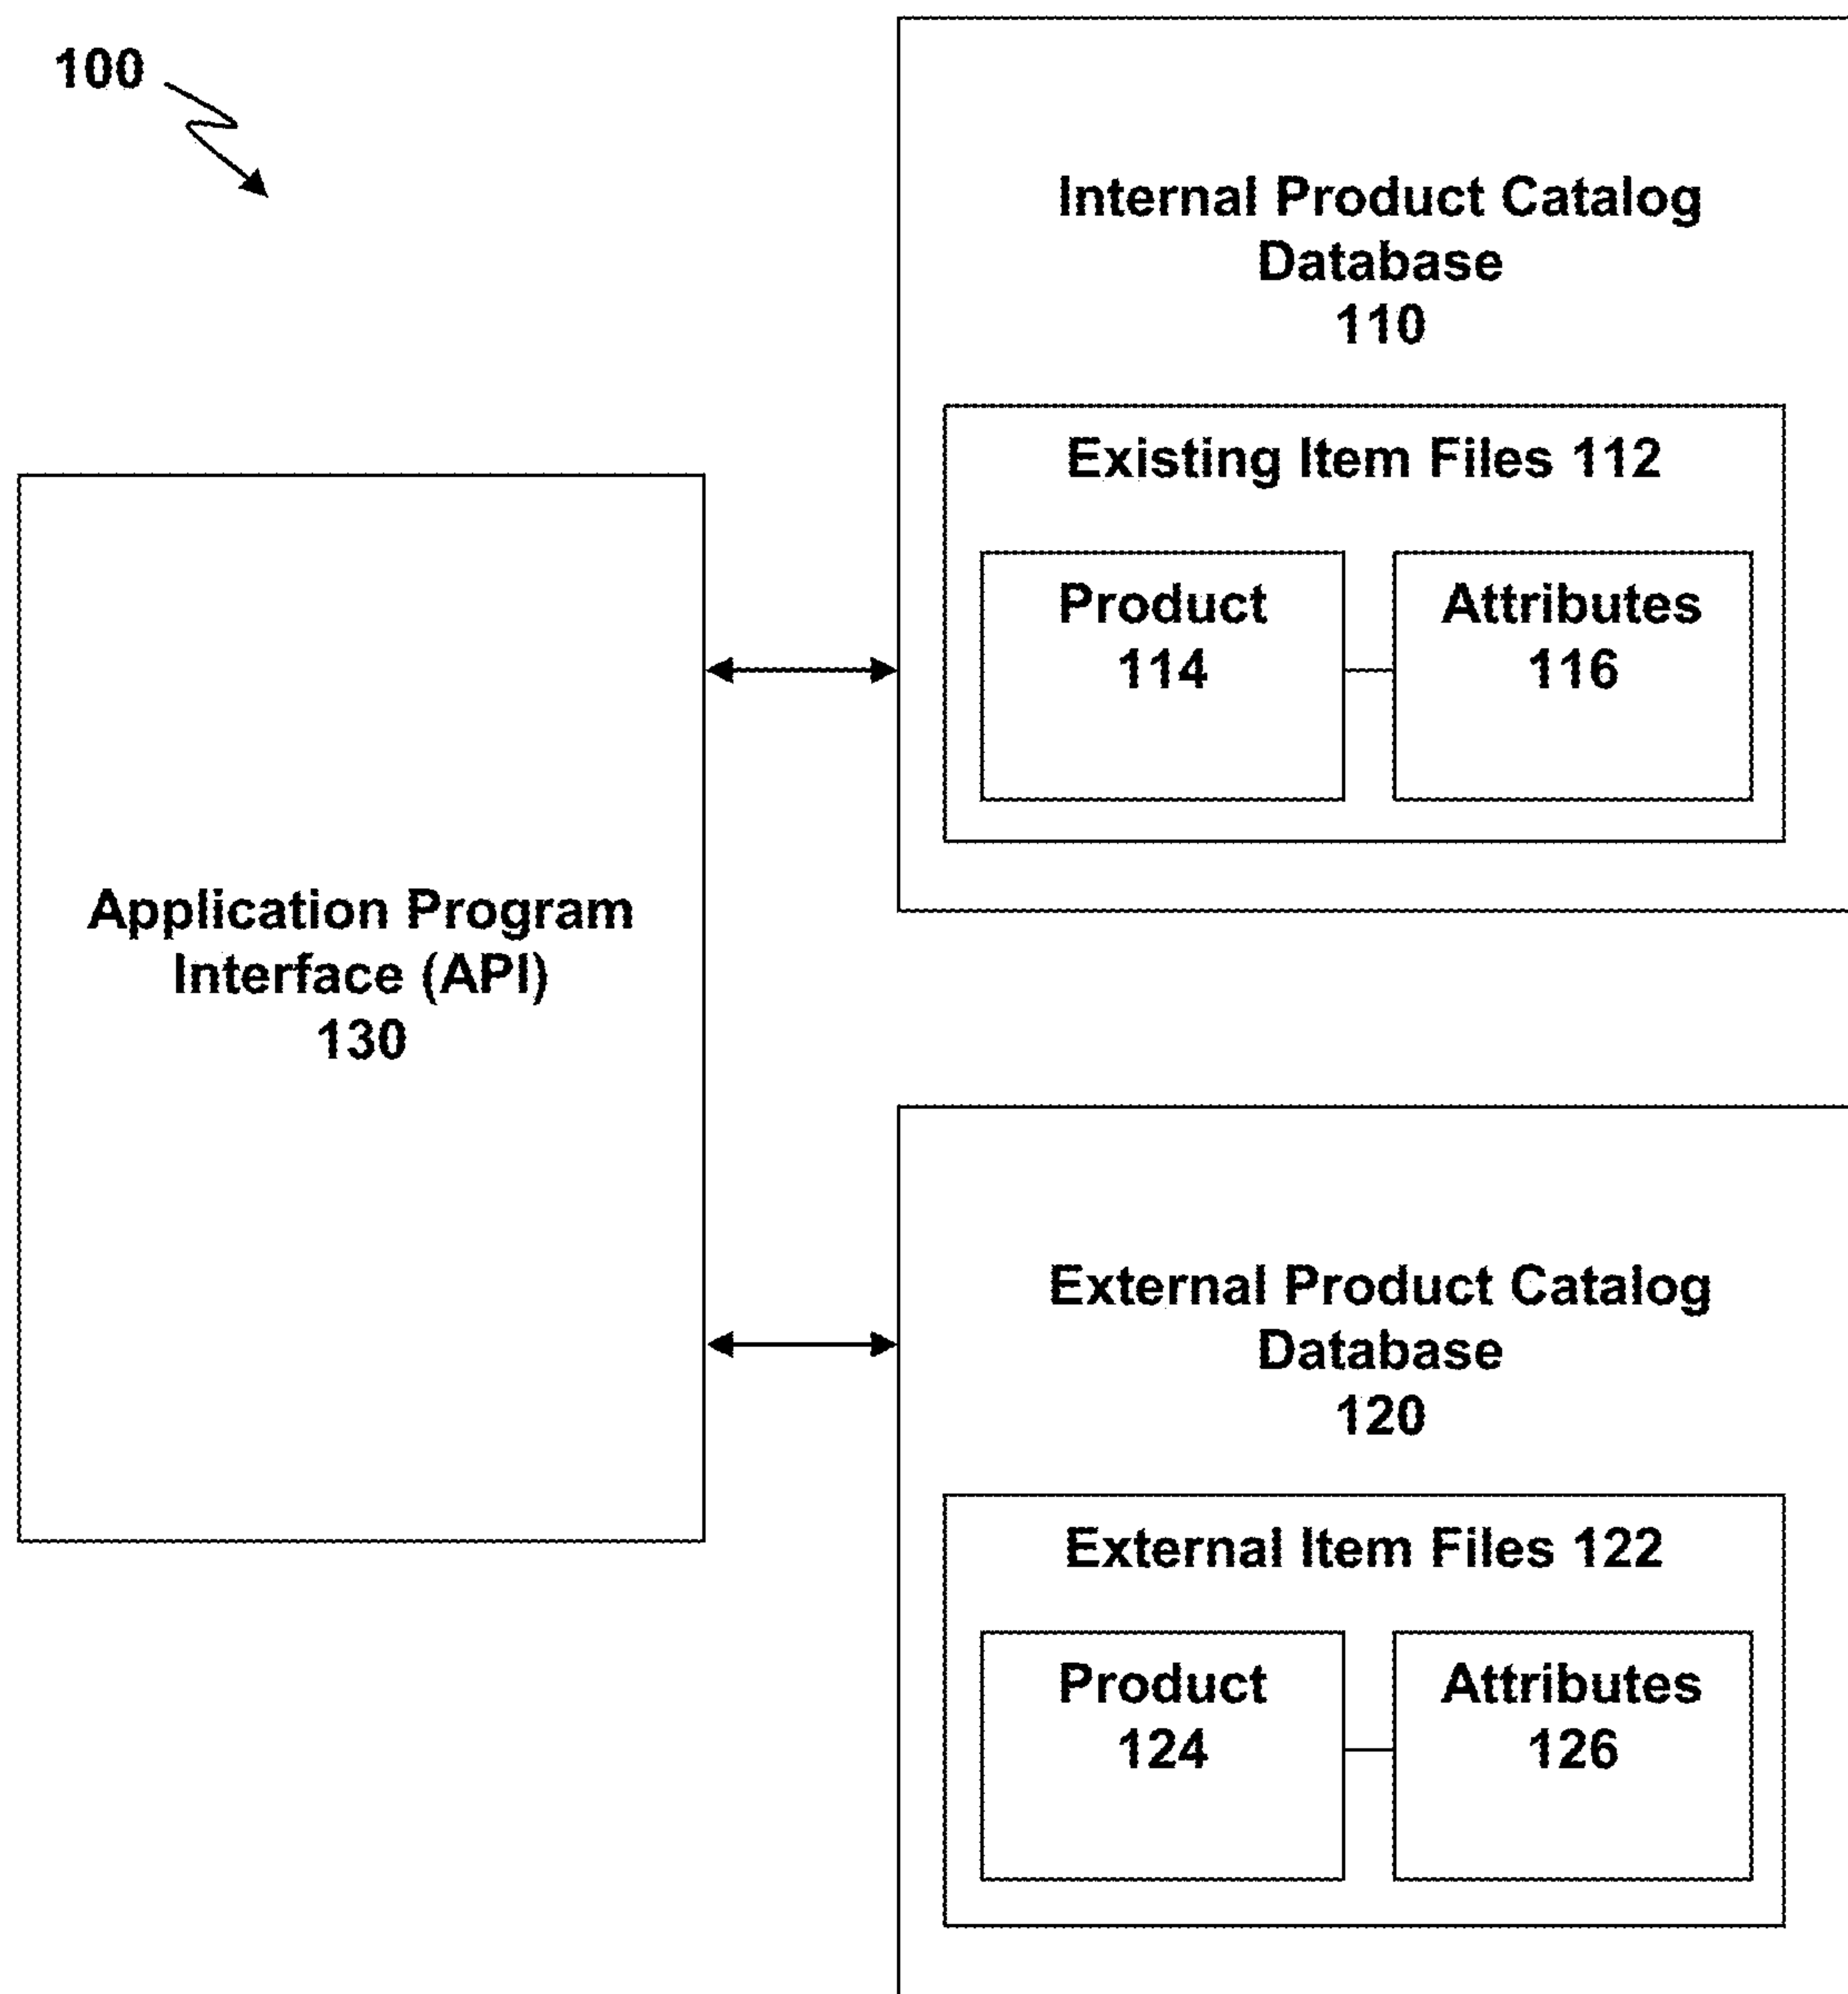 100
Internal Product Catalog
Database
110
Existing Item Files 112
Product
114
Attributes
116
Application Program
Interface (API)
130
External Product Catalog
Database
120
External Item Files 122
Product
124
Attributes
126